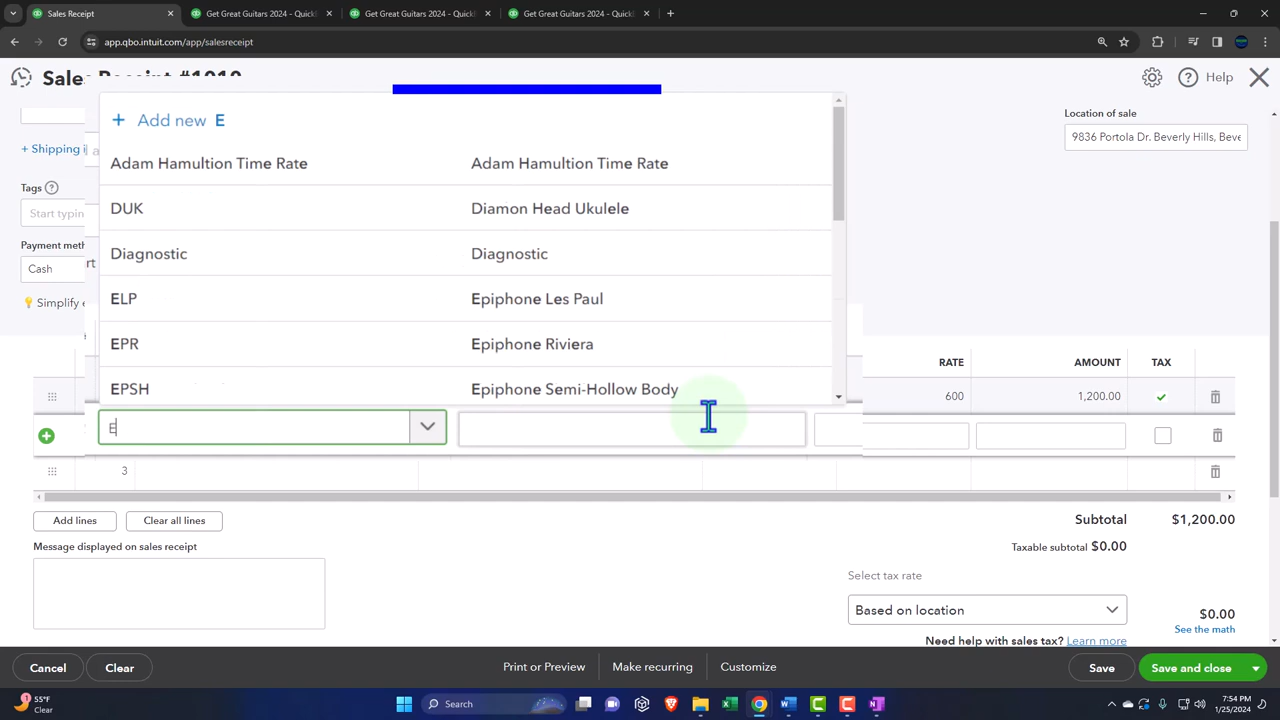 Sales Receipt
Get Great Guitars 2024 – QuickB
Get Great Guitars 2024 – QuickB
Get Great Guitars 2024 – QuickB
app.qbo.intuit.com/app/salesreceipt
Help
Location of sale
9836 Portola Dr. Beverly Hills, Beve
+ Shipping i
Tags
Start typin
Payment meth
Cash
Simplify e
+ Add new E
Adam Hamultion Time Rate Adam Hamultion Time Rate
DUK Diamon Head Ukulele
Diagnostic Diagnostic
ELP Epiphone Les Paul
EPR Epiphone Riviera
EPSH Epiphone Semi-Hollow Body
E
RATE AMOUNT TAX
600 1,200.00
3
Add lines Clear all lines
Subtotal $1,200.00
Message displayed on sales receipt
Taxable subtotal $0.00
Select tax rate
Based on location
$0.00
See the math
Need help with sales tax? Learn more
Cancel Clear Print or Preview Make recurring Customize Save Save and close
1
55°F
Clear
Search
7:54 PM
1/25/2024